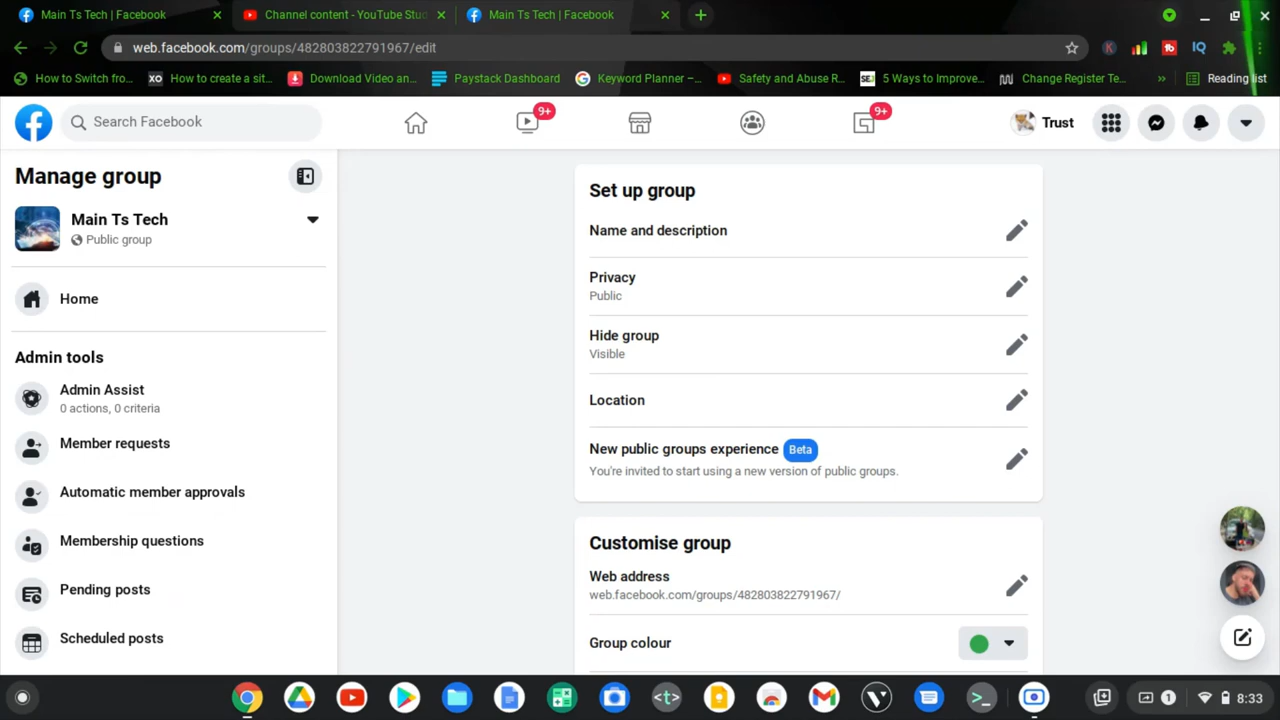 Main Ts Tech | Facebook
Channel content - YouTube Stu
Main Ts Tech | Facebook
web.facebook.com/groups/482803822791967/edit
How to Switch fro...
XO How to create a sit...
Download Video an...
Paystack Dashboard
Keyword Planner –...
Safety and Abuse R...
SEJ 5 Ways to Improve...
Change Register Te...
»
Reading list
Search Facebook
9+
9+
Trust
Manage group
Main Ts Tech
Public group
Home
Admin tools
Admin Assist
0 actions, 0 criteria
Member requests
Automatic member approvals
Membership questions
Pending posts
Scheduled posts
Set up group
Name and description
Privacy
Public
Hide group
Visible
Location
New public groups experience Beta
You're invited to start using a new version of public groups.
Customise group
Web address
web.facebook.com/groups/482803822791967/
Group colour
<t>
1
8:33